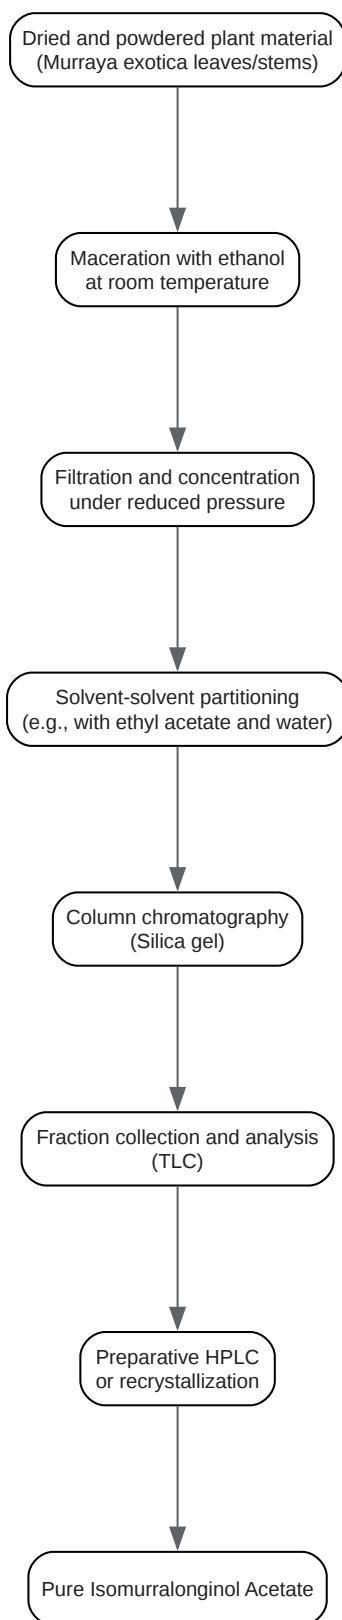 Dried and powdered plant material
(Murraya exotica leaves/stems)
Maceration with ethanol
at room temperature
Filtration and concentration
under reduced pressure
Solvent-solvent partitioning
(e.g., with ethyl acetate and water)
Column chromatography
(Silica gel)
Fraction collection and analysis
(TLC)
Preparative HPLC
or recrystallization
Pure Isomurralonginol Acetate